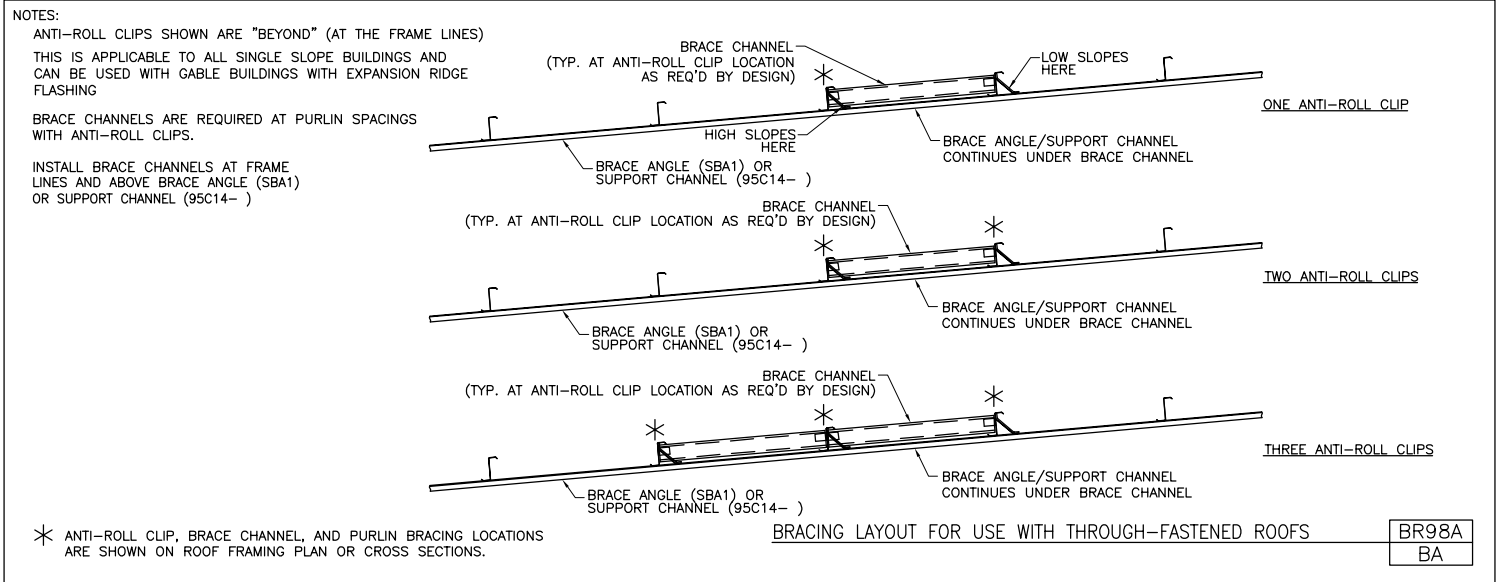 NOTES:
ANTI-ROLL CLIPS SHOWN ARE "BEYOND" (AT THE FRAME LINES)
THIS IS APPLICABLE TO ALL SINGLE SLOPE BUILDINGS AND
CAN BE USED WITH GABLE BUILDINGS WITH EXPANSION RIDGE
FLASHING
BRACE CHANNELS ARE REQUIRED AT PURLIN SPACINGS
WITH ANTI-ROLL CLIPS.
INSTALL BRACE CHANNELS AT FRAME
LINES AND ABOVE BRACE ANGLE (SBA1)
OR SUPPORT CHANNEL (95C14- )
BRACE CHANNEL
(TYP. AT ANTI-ROLL CLIP LOCATION
AS REQ'D BY DESIGN)
LOW SLOPES
HERE
HIGH SLOPES
HERE
ONE ANTI-ROLL CLIP
BRACE ANGLE/SUPPORT CHANNEL
CONTINUES UNDER BRACE CHANNEL
BRACE ANGLE (SBA1) OR
SUPPORT CHANNEL (95C14- )
BRACE CHANNEL
(TYP. AT ANTI-ROLL CLIP LOCATION AS REQ'D BY DESIGN)
TWO ANTI-ROLL CLIPS
BRACE ANGLE/SUPPORT CHANNEL
CONTINUES UNDER BRACE CHANNEL
BRACE ANGLE (SBA1) OR
SUPPORT CHANNEL (95C14- )
BRACE CHANNEL
(TYP. AT ANTI-ROLL CLIP LOCATION AS REQ'D BY DESIGN)
THREE ANTI-ROLL CLIPS
BRACE ANGLE/SUPPORT CHANNEL
CONTINUES UNDER BRACE CHANNEL
BRACE ANGLE (SBA1) OR
SUPPORT CHANNEL (95C14- )
* ANTI-ROLL CLIP, BRACE CHANNEL, AND PURLIN BRACING LOCATIONS
ARE SHOWN ON ROOF FRAMING PLAN OR CROSS SECTIONS.
BRACING LAYOUT FOR USE WITH THROUGH-FASTENED ROOFS
BR98A
BA